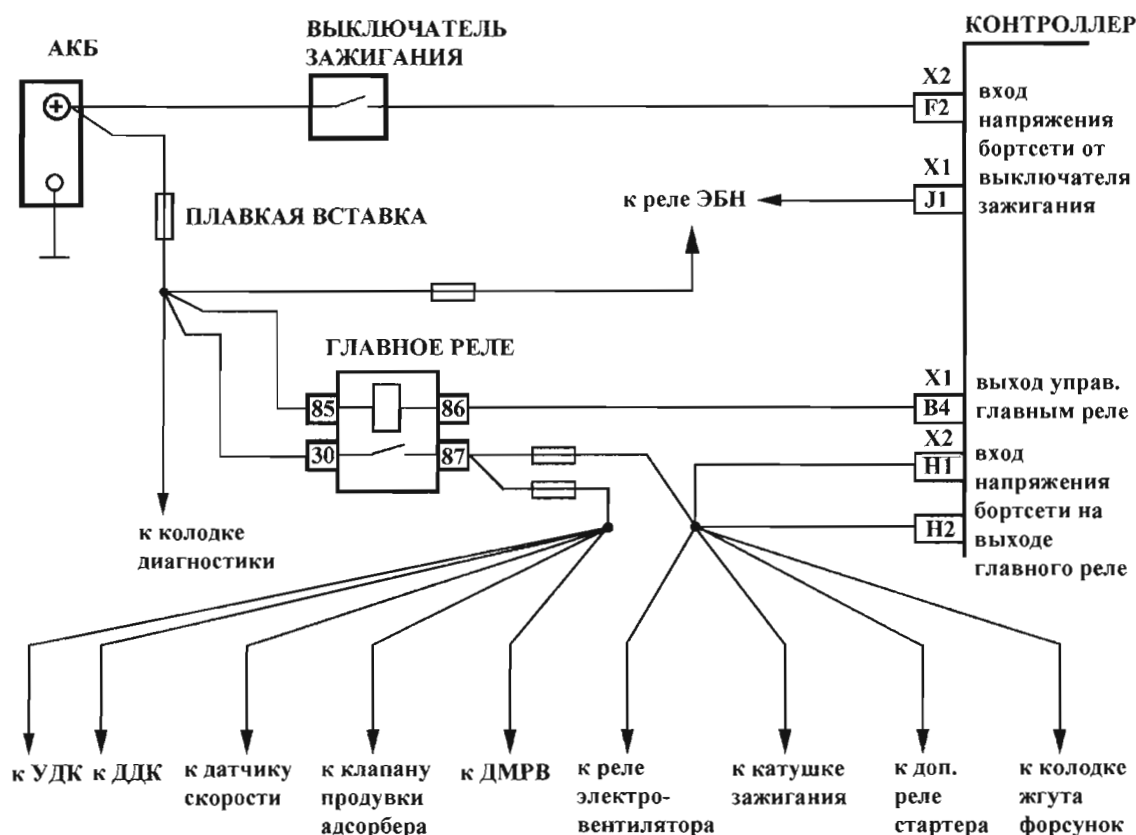 КОНТРОЛЛЕР
АКБ
ВЫКЛЮЧАТЕЛЬ
ЗАЖИГАНИЯ
X2
F2
вход
напряжения
бортсети от
выключателя
зажигания
X1
J1
к реле ЭБН
ПЛАВКАЯ ВСТАВКА
ГЛАВНОЕ РЕЛЕ
85
86
30
87
X1
B4
выход управ.
главным реле
X2
H1
H2
вход
напряжения
бортсети на
выходе
главного реле
к колодке
диагностики
к УДК
к ДДК
к датчику
скорости
к клапану
продувки
адсорбера
к ДМРВ
к реле
электро-
вентилятора
к катушке
зажигания
к доп.
реле
стартера
к колодке
жгута
форсунок